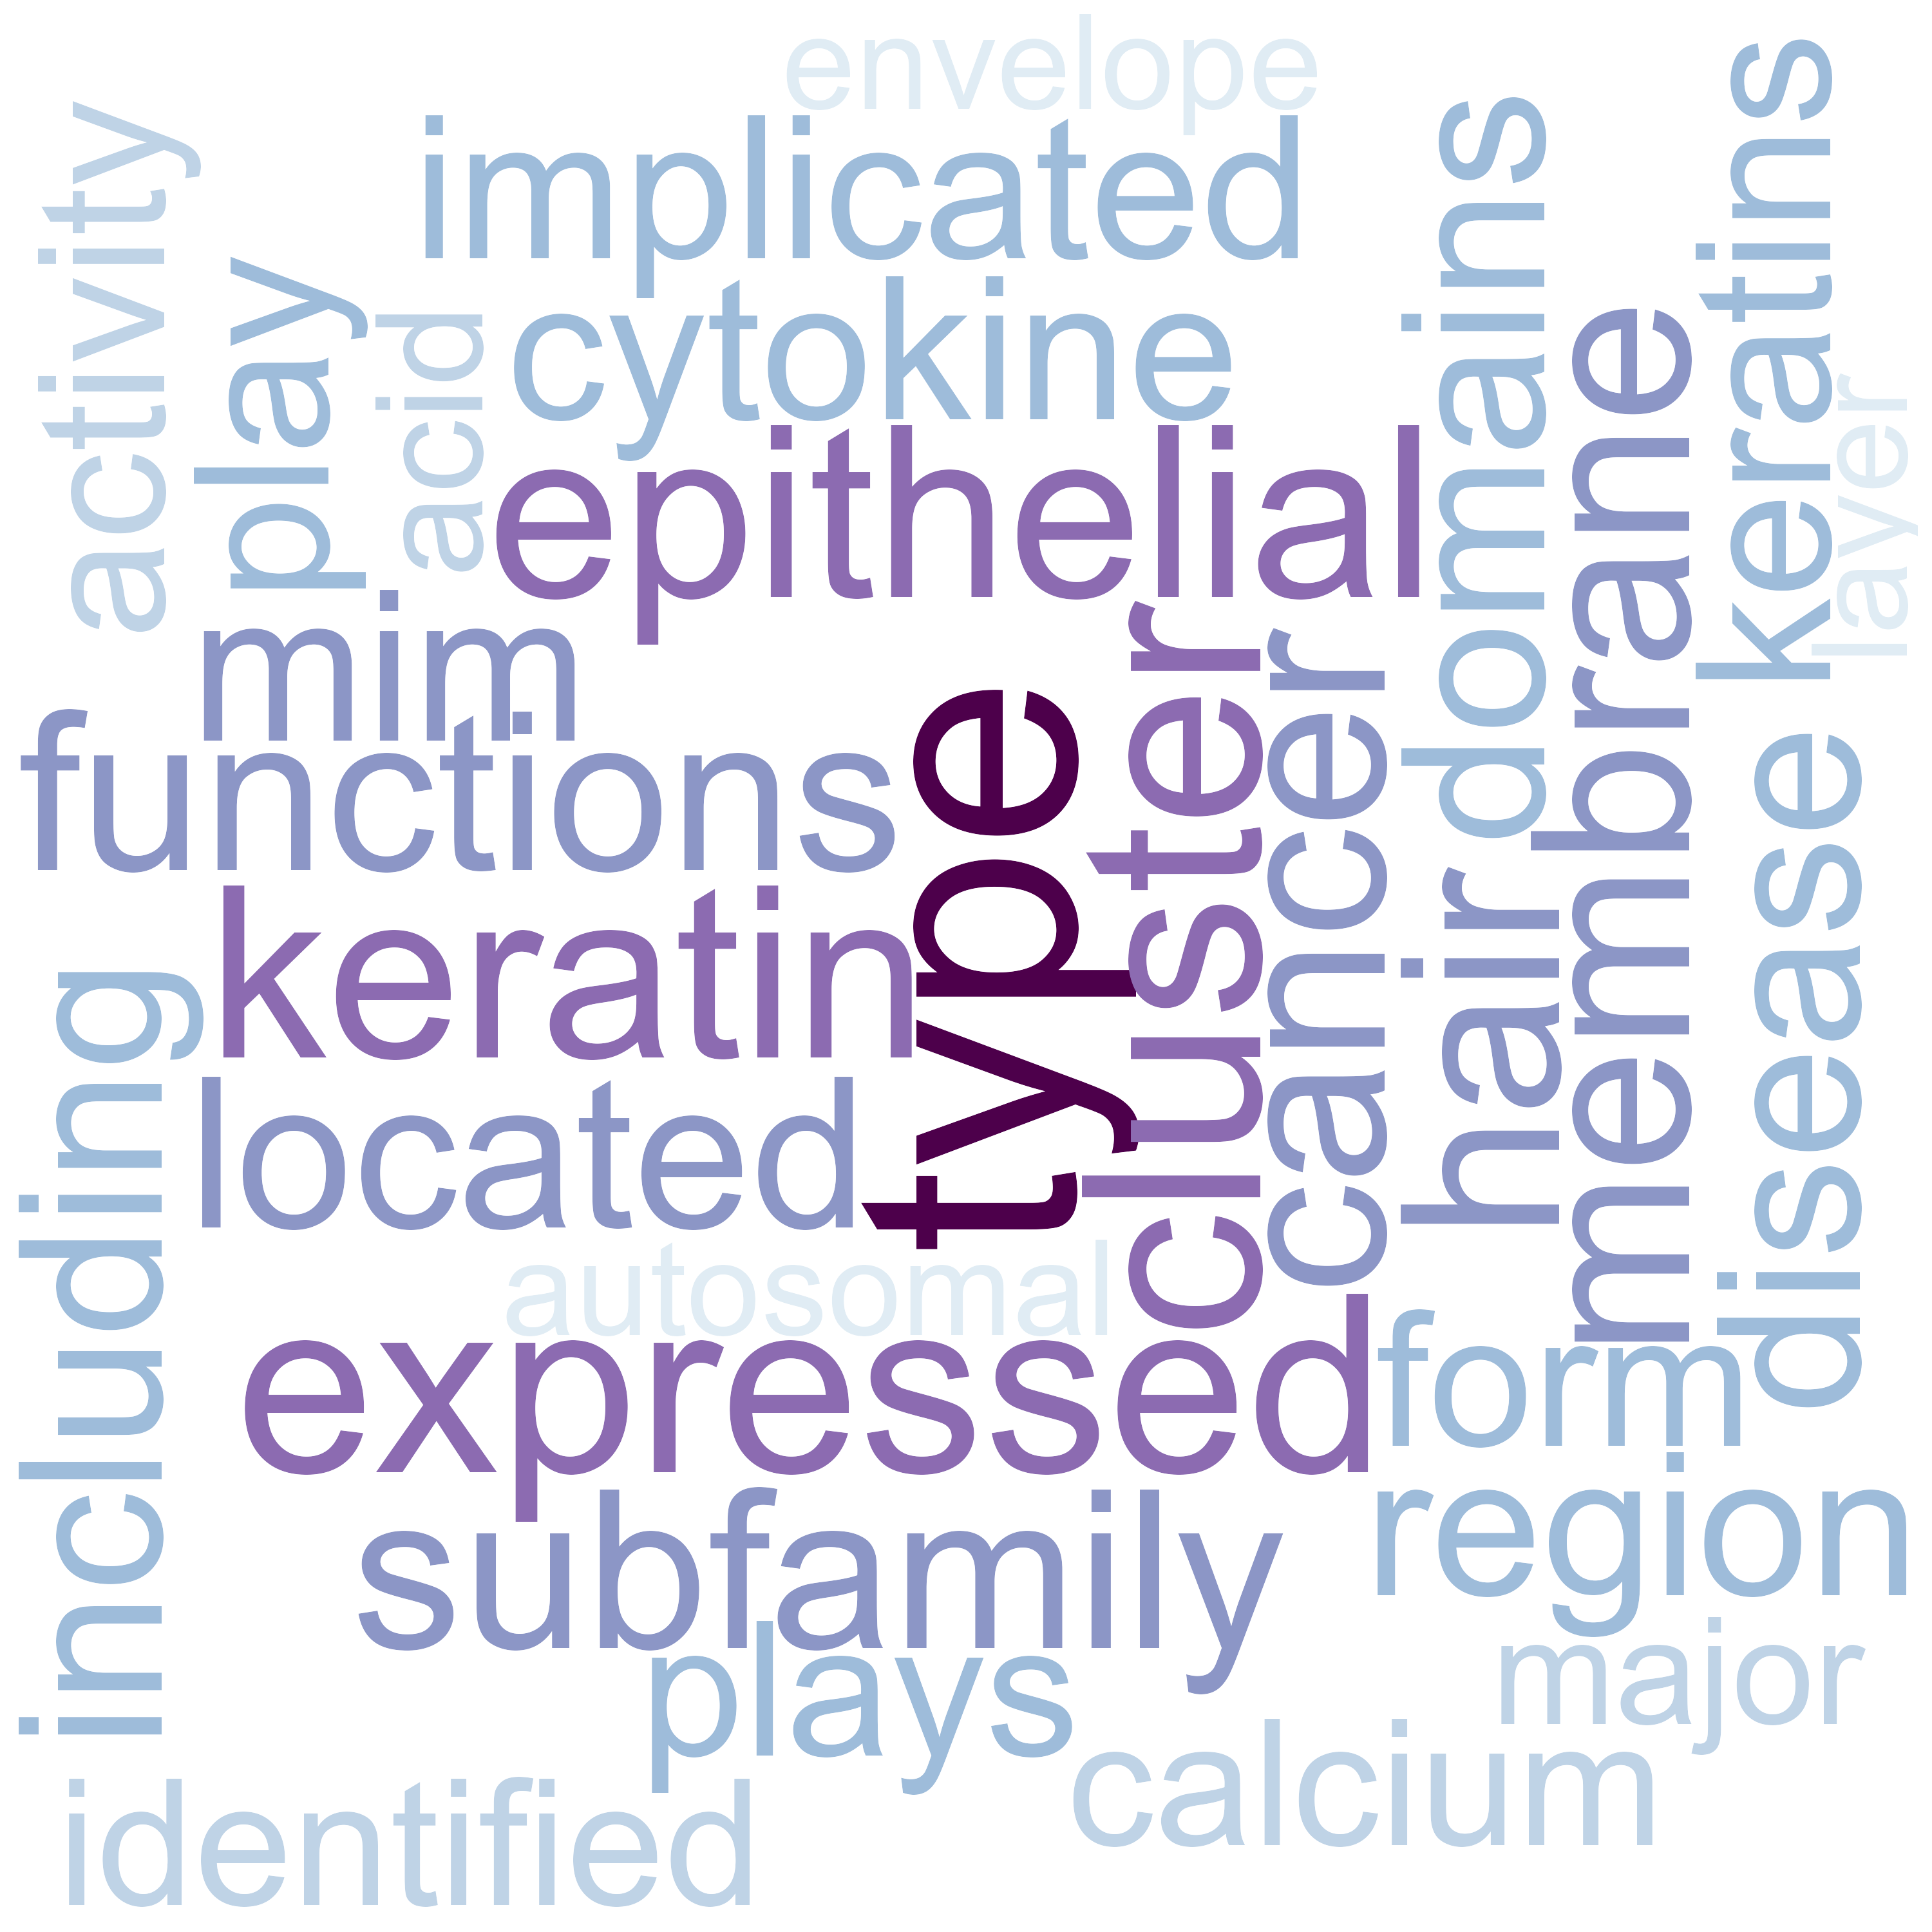 envelope
implicated
activity
play
acid
cytokine
domains
membrane
keratins
layer
epithelial
mim
functions
type
cluster
cancer
hair
disease
keratin
including
located
autosomal
expressed
form
subfamily
region
plays
major
calcium
identified